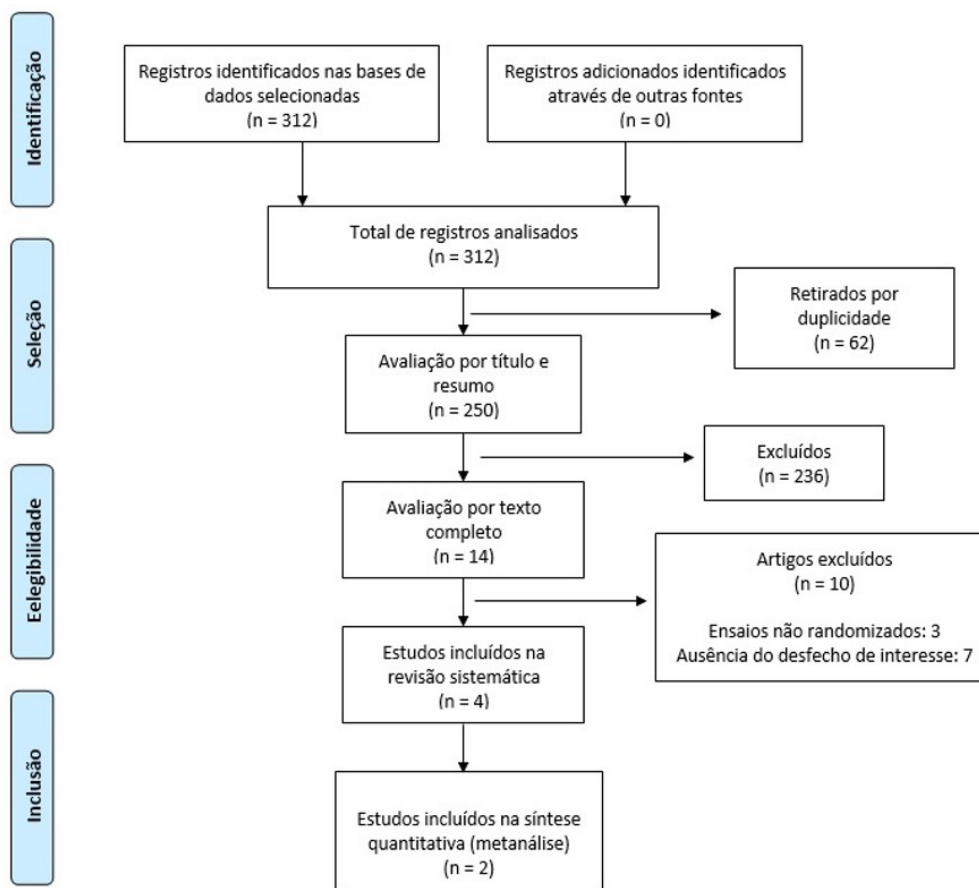 Identificação
Registros identificados nas bases de
dados selecionadas
(n = 312)
Registros adicionados identificados
através de outras fontes
(n = 0)
Total de registros analisados
(n = 312)
Seleção
Retirados por
duplicidade
(n = 62)
Avaliação por título e
resumo
(n = 250)
Excluídos
(n = 236)
Eelegibilidade
Avaliação por texto
completo
(n = 14)
Artigos excluídos
(n = 10)
Ensaios não randomizados: 3
Ausência do desfecho de interesse: 7
Estudos incluídos na
revisão sistemática
(n = 4)
Inclusão
Estudos incluídos na síntese
quantitativa (metanálise)
(n = 2)